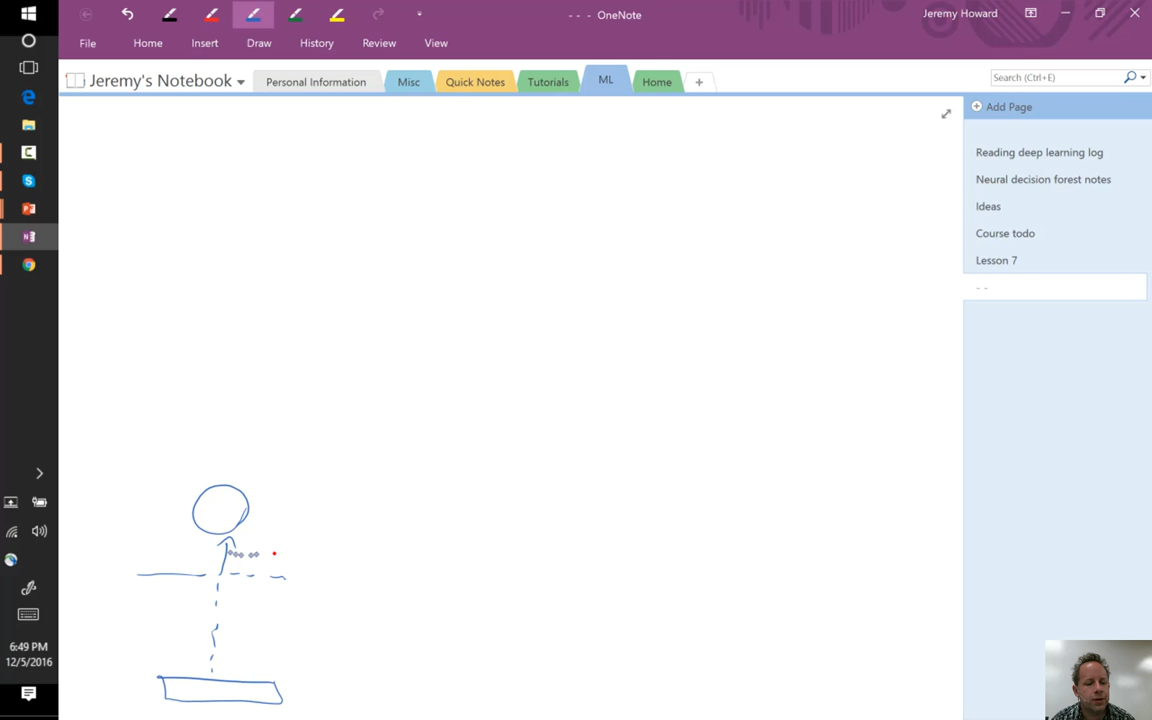 - - OneNote
Jeremy Howard
File Home Insert Draw History Review View
Jeremy's Notebook Personal Information Misc Quick Notes Tutorials ML Home + Search (Ctrl+E)
Add Page
Reading deep learning log
Neural decision forest notes
Ideas
Course todo
Lesson 7
- -
6:49 PM
12/5/2016